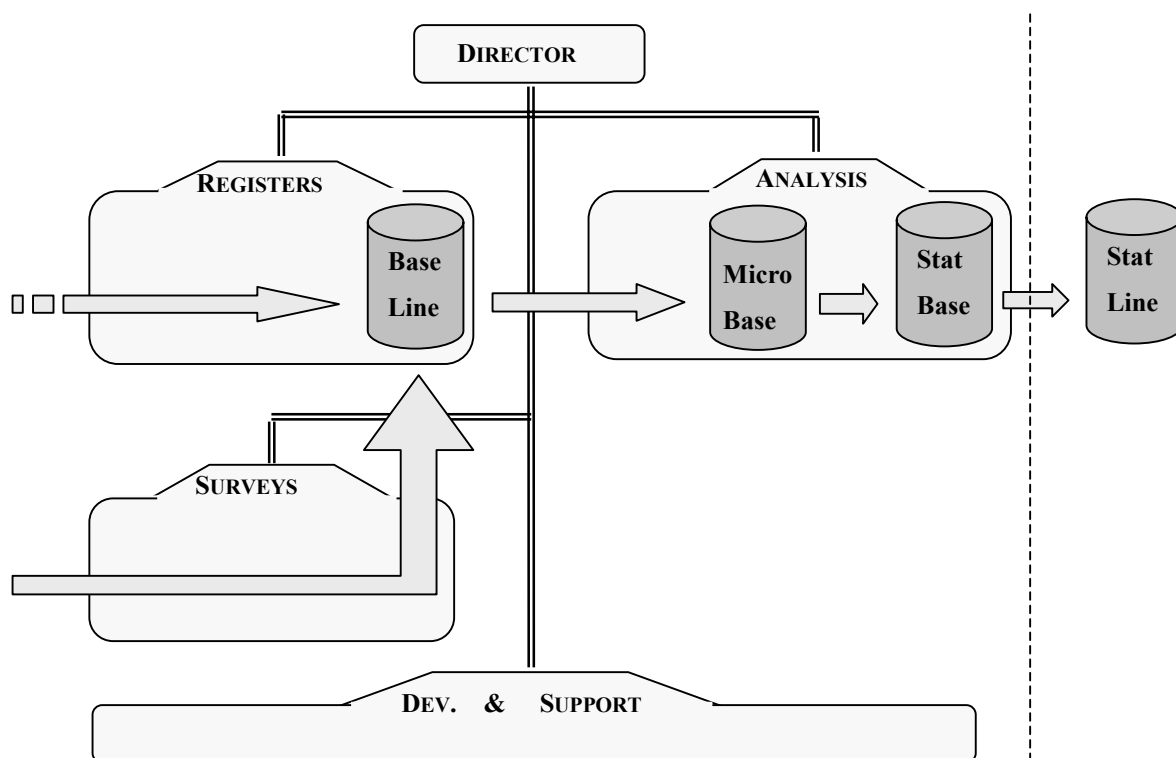 DIRECTOR
REGISTERS
ANALYSIS
Base
Line
Micro
Base
Stat
Base
Stat
Line
SURVEYS
DEV. & SUPPORT